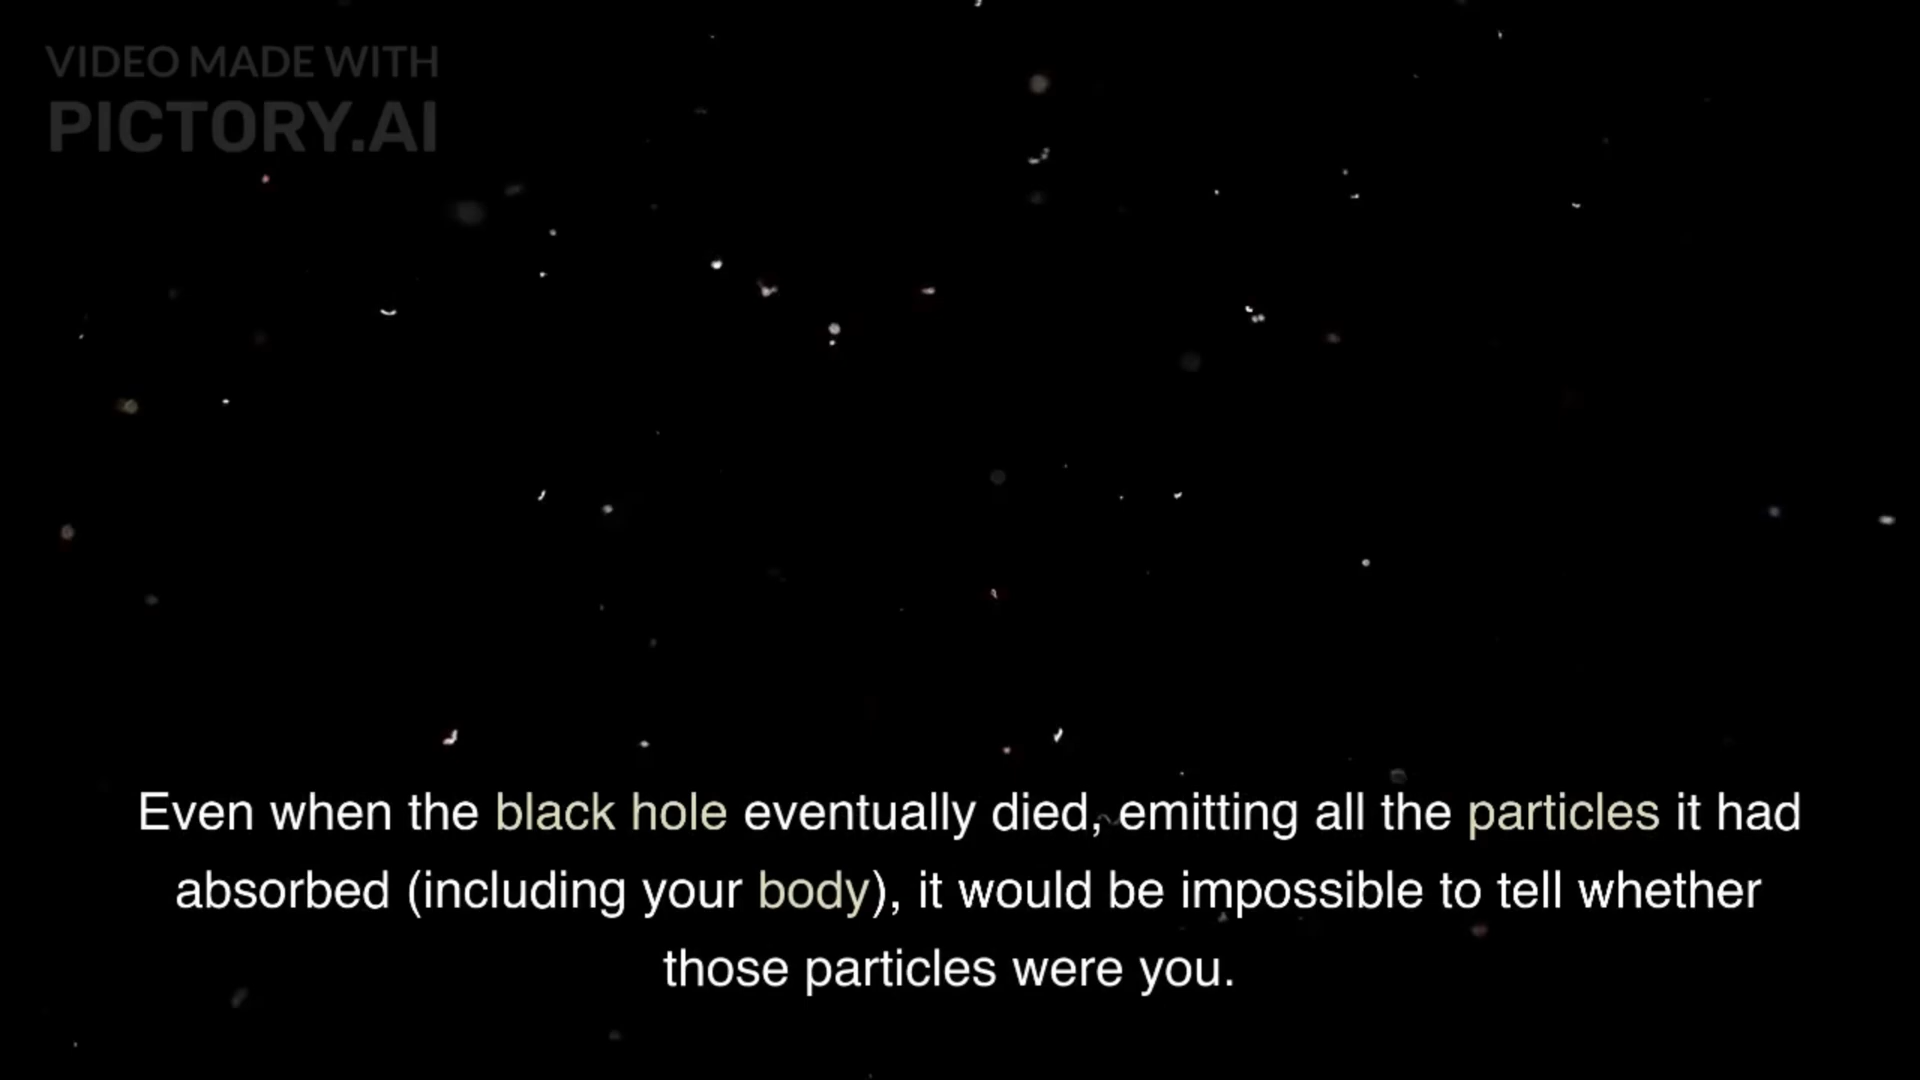 VIDEO MADE WITH
PICTORY.AI
Even when the black hole eventually died, emitting all the particles it had
absorbed (including your body), it would be impossible to tell whether
those particles were you.